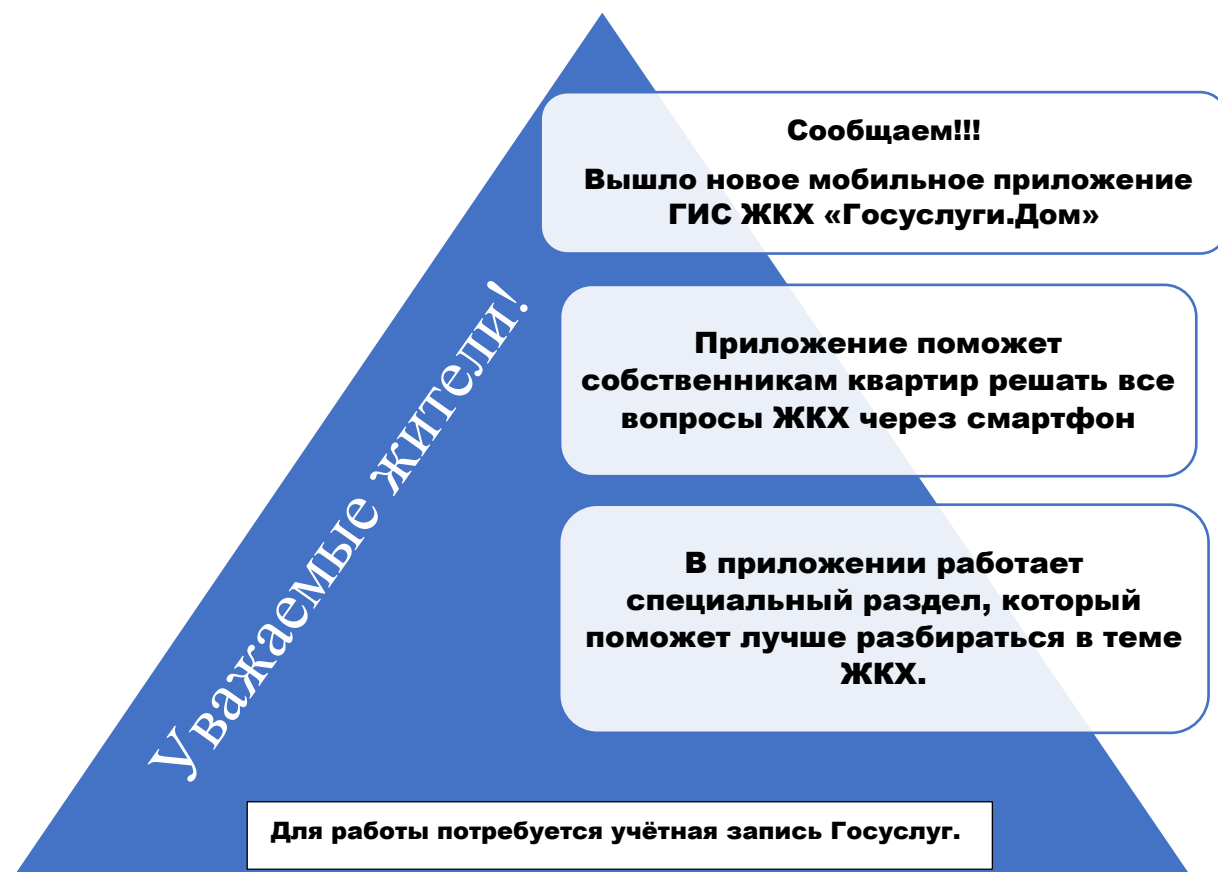 Уважаемые жители!
Сообщаем!!!
Вышло новое мобильное приложение
ГИС ЖКХ «Госуслуги.Дом»
Приложение поможет
собственникам квартир решать все
вопросы ЖКХ через смартфон
В приложении работает
специальный раздел, который
поможет лучше разбираться в теме
ЖКХ.
Для работы потребуется учётная запись Госуслуг.